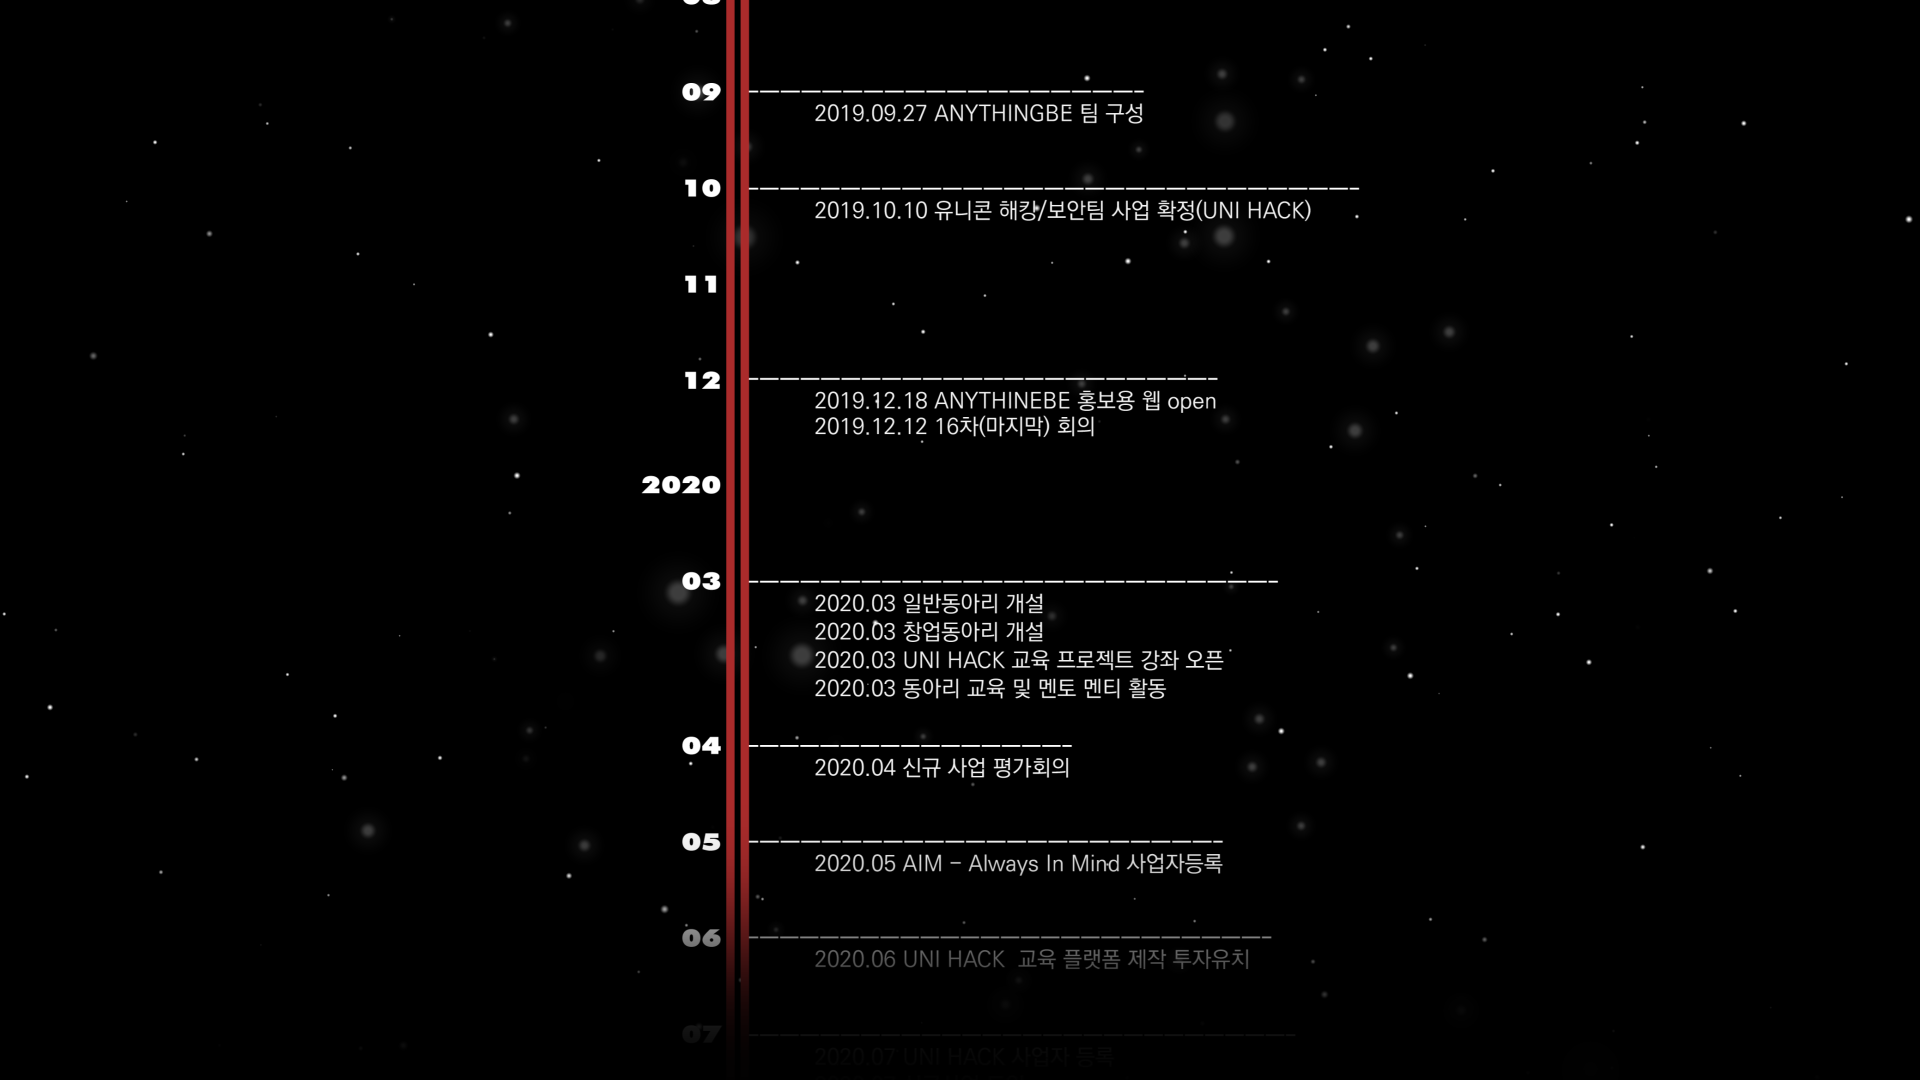 09
2019.09.27 ANYTHINGBE 팀 구성
10
2019.10.10 유니콘 해캉/보안팀 사업 확정(UNI HACK)
11
12
2019.12.18 ANYTHINEBE 홍보용 웹 open
2019.12.12 16차(마지막) 회의
2020
03
2020.03 일반동아리 개설
2020.03 창업동아리 개설
2020.03 UNI HACK 교육 프로젝트 강좌 오픈
2020.03 동아리 교육 및 멘토 멘티 활동
04
2020.04 신규 사업 평가회의
05
2020.05 AIM - Always In Mind 사업자등록
06
2020.06 UNI HACK 교육 플랫폼 제작 투자유치
07
2020.07 UNI HACK 사업자 등록